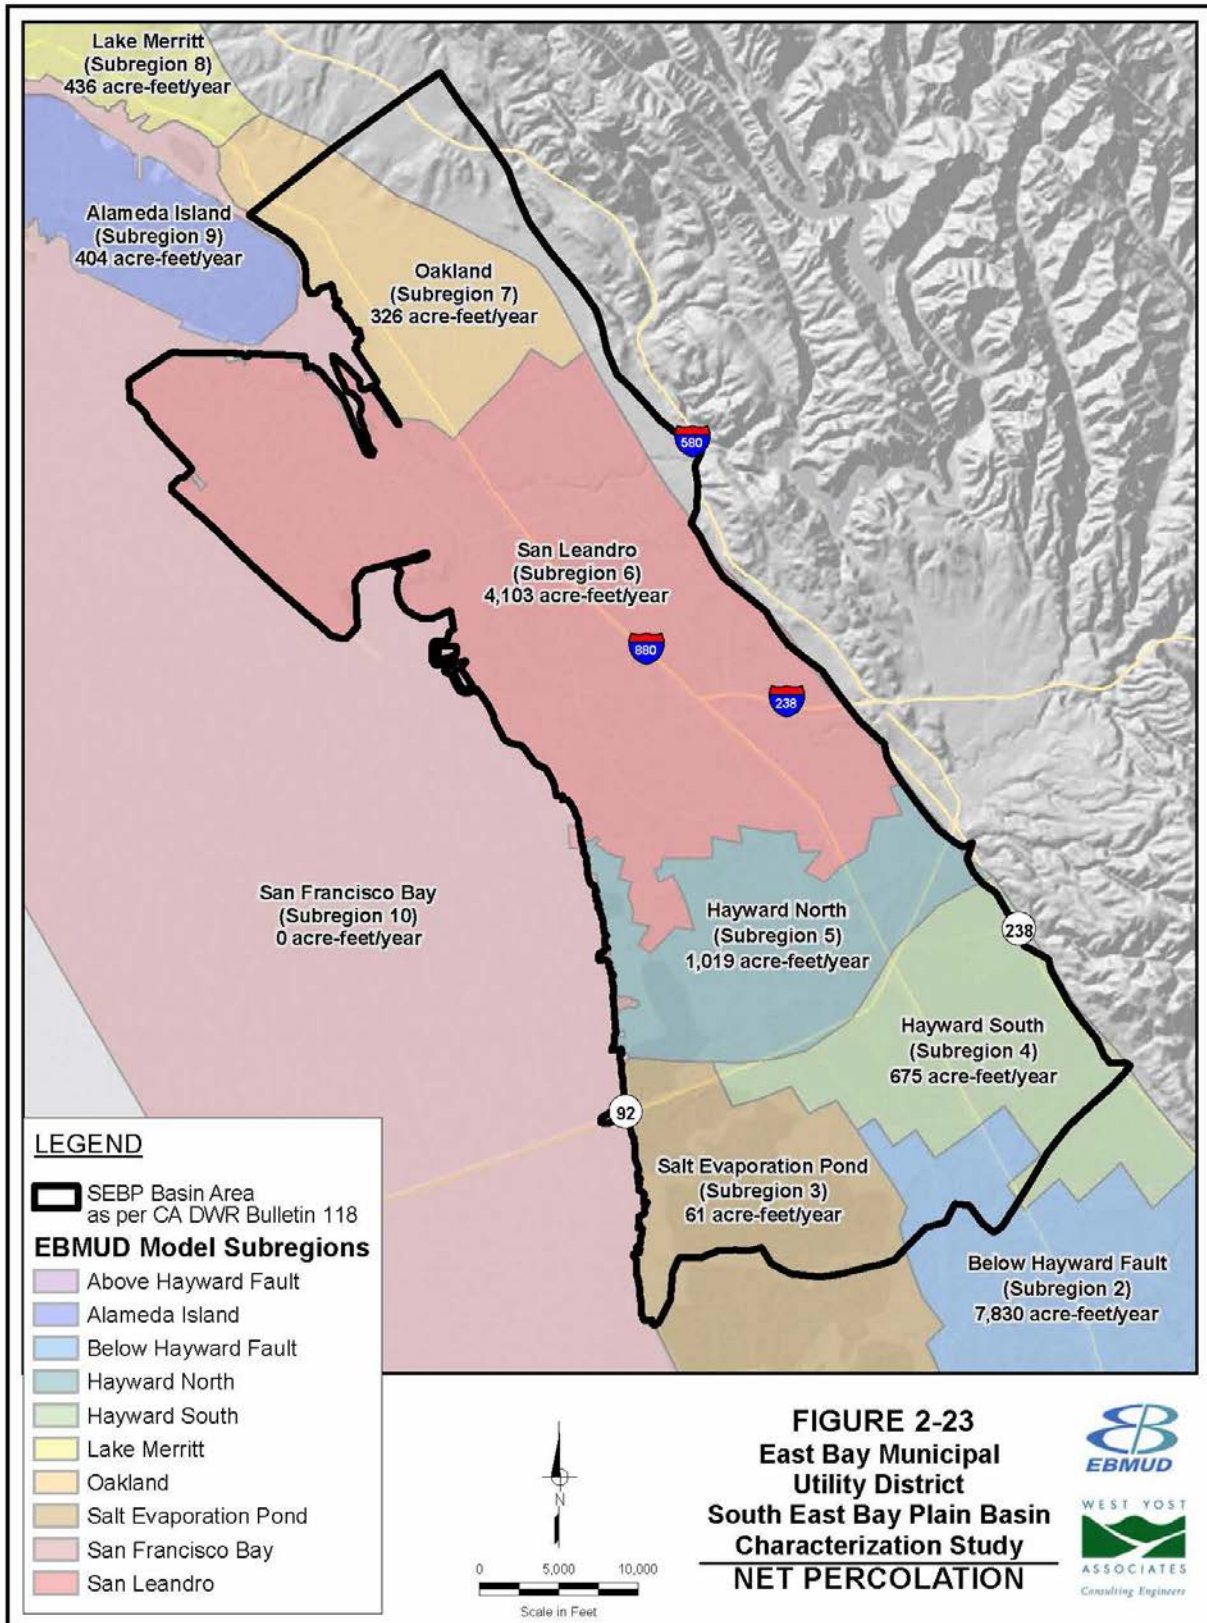 Lake Merritt
(Subregion 8)
436 acre-feet/year
Alameda Island
(Subregion 9)
404 acre-feet/year
Oakland
(Subregion 7)
326 acre-feet/year
580
San Leandro
(Subregion 6)
4,103 acre-feet/year
880
238
San Francisco Bay
(Subregion 10)
0 acre-feet/year
Hayward North
(Subregion 5)
1,019 acre-feet/year
238
Hayward South
(Subregion 4)
675 acre-feet/year
92
Salt Evaporation Pond
(Subregion 3)
61 acre-feet/year
Below Hayward Fault
(Subregion 2)
7,830 acre-feet/year
LEGEND
SEBP Basin Area
as per CA DWR Bulletin 118
EBMUD Model Subregions
Above Hayward Fault
Alameda Island
Below Hayward Fault
Hayward North
Hayward South
Lake Merritt
Oakland
Salt Evaporation Pond
San Francisco Bay
San Leandro
N
0 5,000 10,000
Scale in Feet
FIGURE 2-23
East Bay Municipal
Utility District
South East Bay Plain Basin
Characterization Study
NET PERCOLATION
EBMUD
WEST YOST
ASSOCIATES
Consulting Engineers